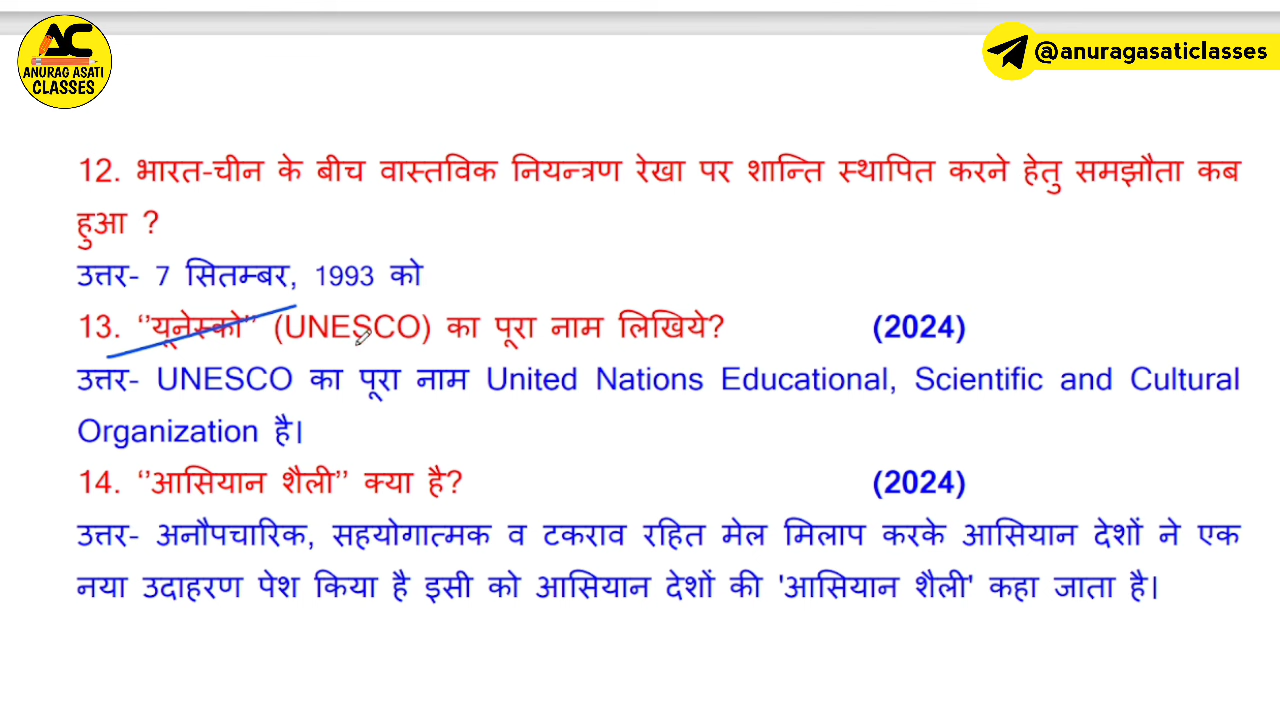 AC
ANURAG ASATI
CLASSES
@anuragasaticlasses
12. भारत-चीन के बीच वास्तविक नियन्त्रण रेखा पर शान्ति स्थापित करने हेतु समझौता कब
हुआ ?
उत्तर- 7 सितम्बर, 1993 को
13. ‘’यूनेस्को’’ (UNESCO) का पूरा नाम लिखिये? (2024)
उत्तर- UNESCO का पूरा नाम United Nations Educational, Scientific and Cultural
Organization है।
14. ‘’आसियान शैली’’ क्या है? (2024)
उत्तर- अनौपचारिक, सहयोगात्मक व टकराव रहित मेल मिलाप करके आसियान देशों ने एक
नया उदाहरण पेश किया है इसी को आसियान देशों की 'आसियान शैली' कहा जाता है।